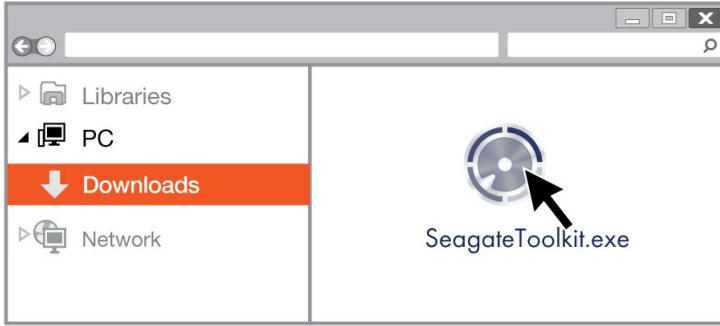 Libraries
PC
Downloads
Network
SeagateToolkit.exe